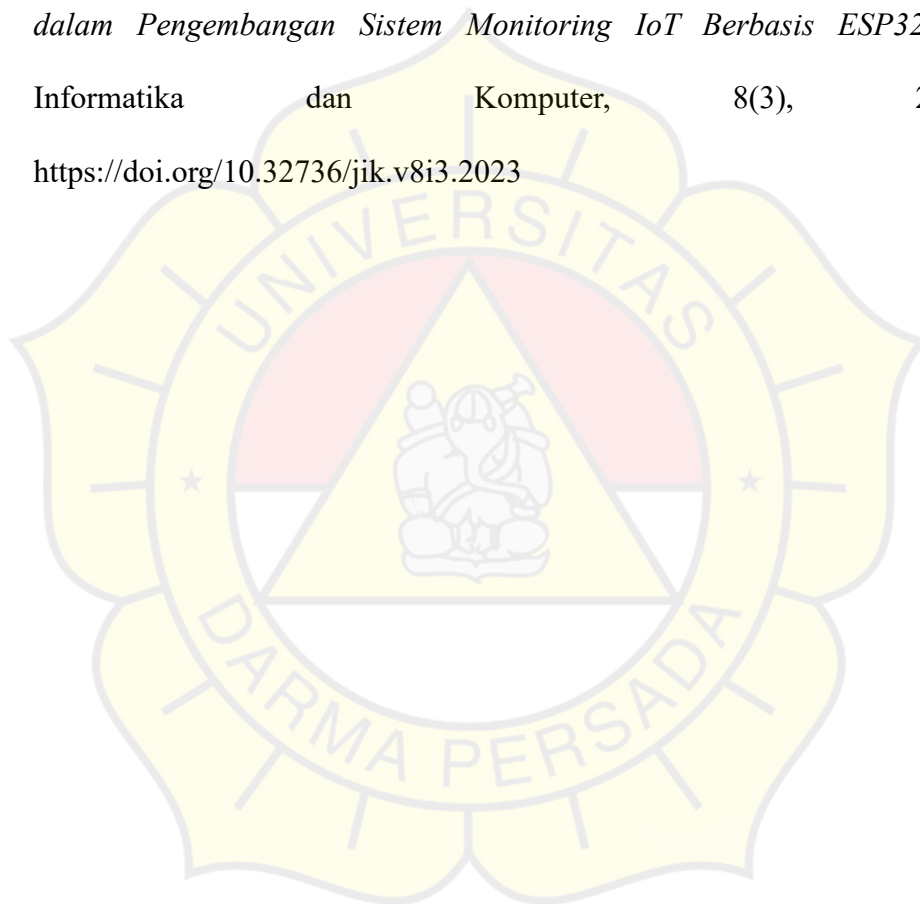 dalam Pengembangan Sistem Monitoring IoT Berbasis ESP32
Informatika dan Komputer, 8(3), 2
https://doi.org/10.32736/jik.v8i3.2023
UNIVERSITAS
DARMA PERSADA